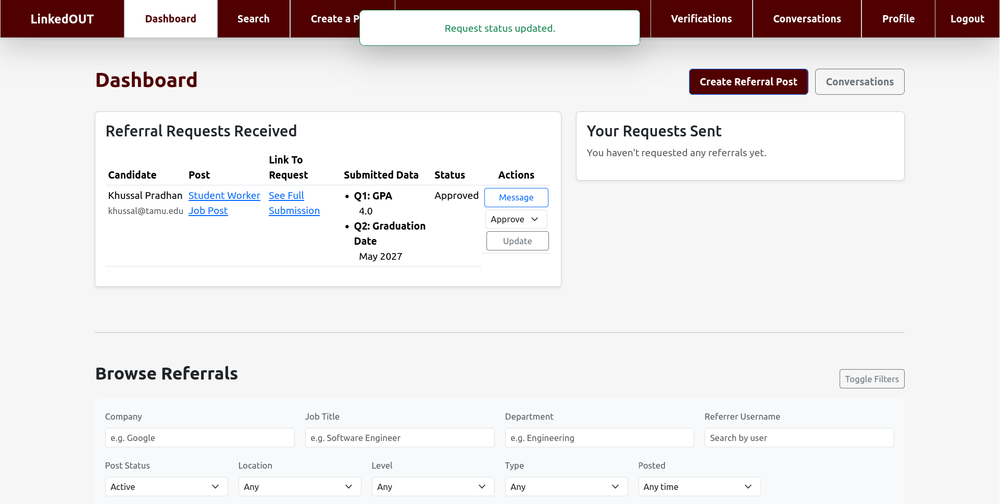 LinkedOUT
Dashboard
Search
Create a P
Verifications
Conversations
Profile
Logout
Request status updated.
Dashboard
Create Referral Post
Conversations
Referral Requests Received
Candidate
Post
Link To
Request
Submitted Data
Status
Actions
Khussal Pradhan
khussal@tamu.edu
Student Worker
Job Post
See Full
Submission
• Q1: GPA
4.0
• Q2: Graduation
Date
May 2027
Approved
Message
Approve
Update
Your Requests Sent
You haven't requested any referrals yet.
Browse Referrals
Toggle Filters
Company
Job Title
Department
Referrer Username
e.g. Google
e.g. Software Engineer
e.g. Engineering
Search by user
Post Status
Location
Level
Type
Posted
Active
Any
Any
Any
Any time